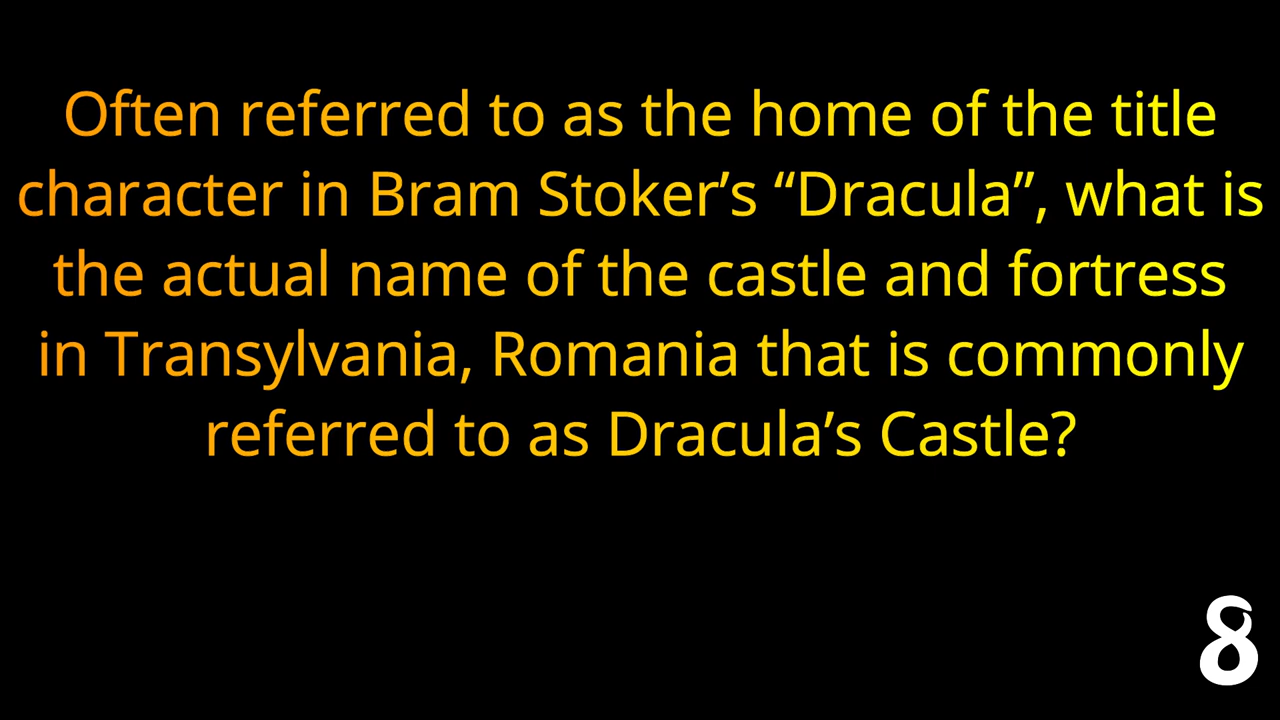 Often referred to as the home of the title
character in Bram Stoker’s “Dracula”, what is
the actual name of the castle and fortress
in Transylvania, Romania that is commonly
referred to as Dracula’s Castle?
8